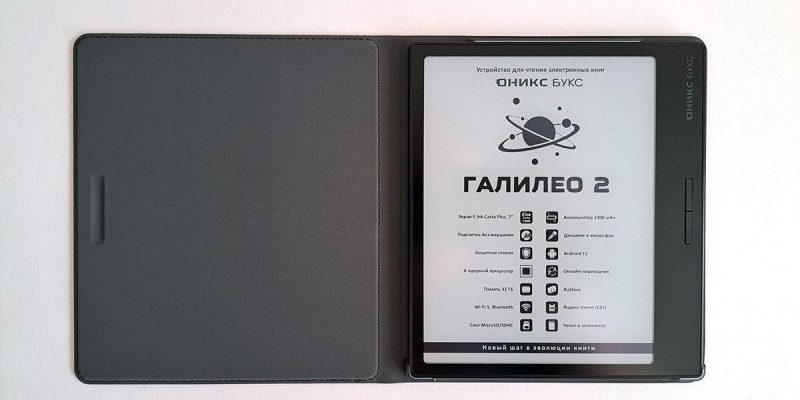 Устройство для чтения электронных книг
ОНИКС БУКС
ГАЛИЛЕО 2
Экран E Ink Carta Plus, 7"
Аккумулятор 2300 мАч
Подсветка без мерцания
Динамик и микрофон
Защитное стекло
Android 11
8-ядерный процессор
Онлайн-переводчик
Память 32 Гб
RuStore
Wi-Fi 5, Bluetooth
Яндекс Книги (12+)
Слот MicroSD/SDHC
Чехол в комплекте
Новый шаг в эволюции книги
ОНИКС БУКС